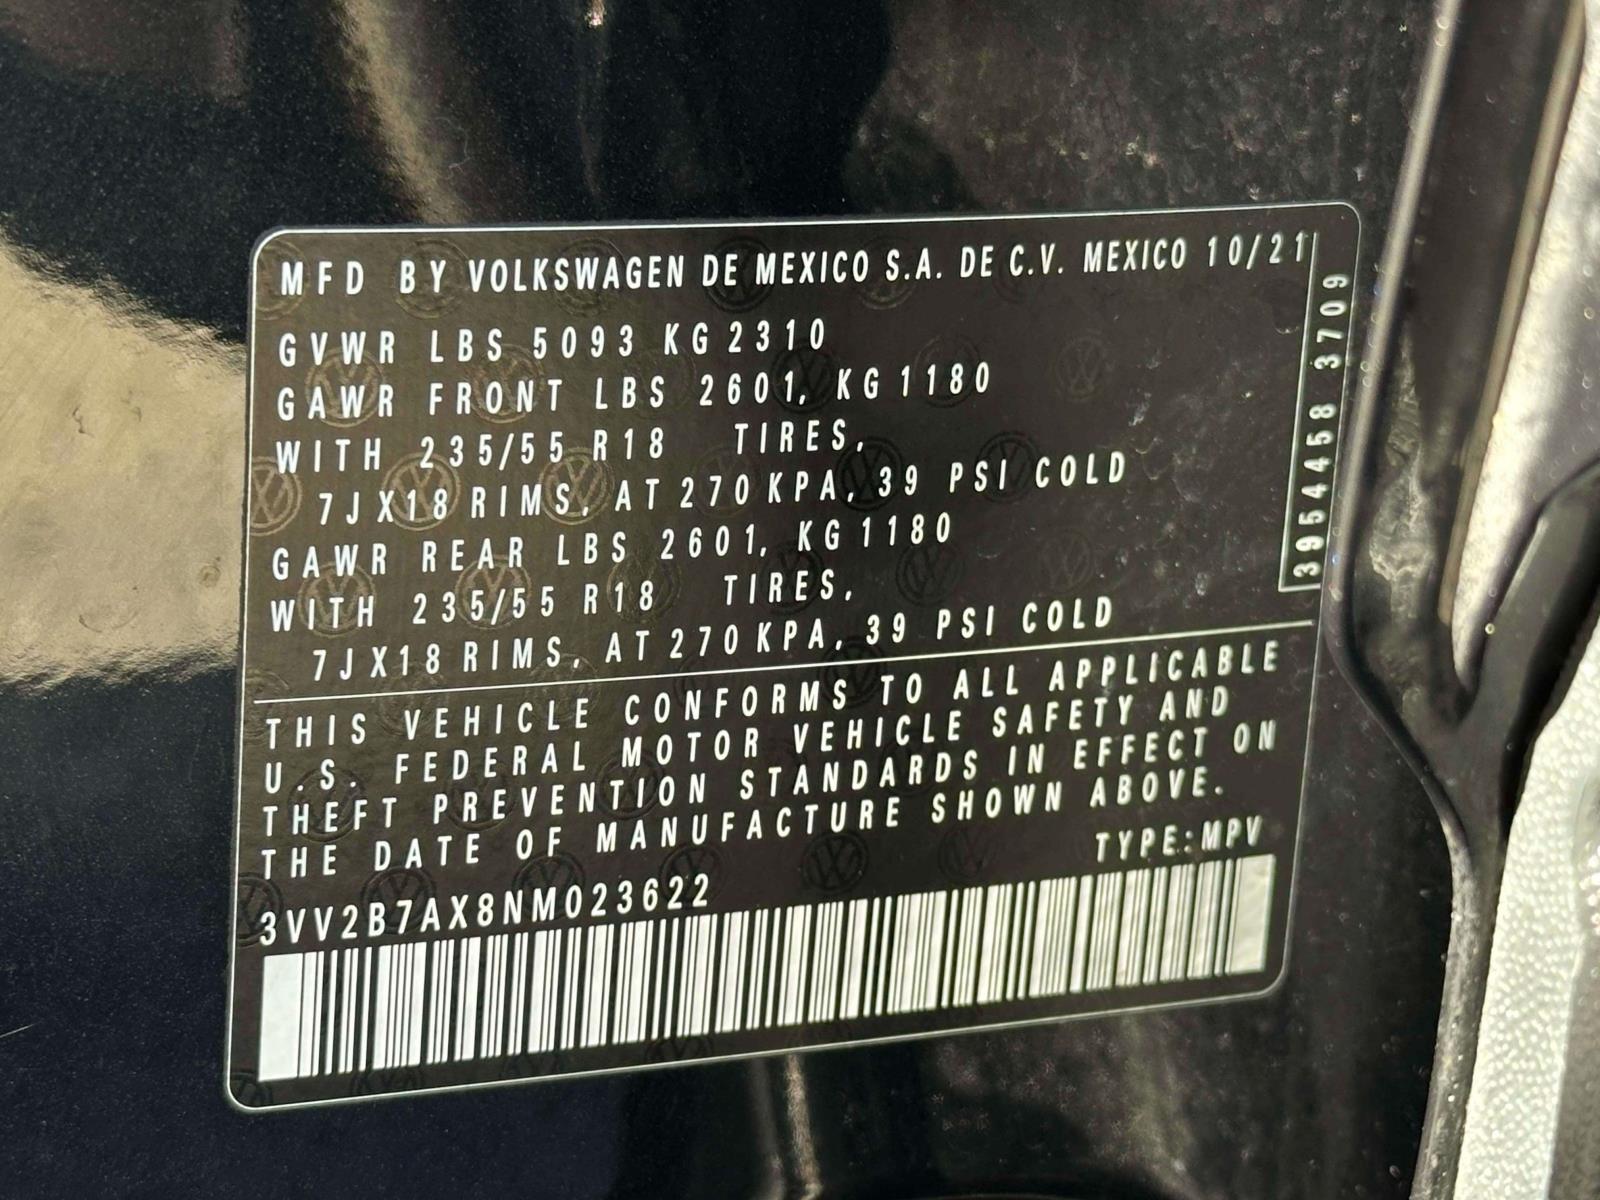 MFD BY VOLKSWAGEN DE MEXICO S.A. DE C.V. MEXICO 10/21
GVWR LBS 5093 KG 2310
GAWR FRONT LBS 2601, KG 1180
WITH 235/55 R18 TIRES,
7JX18 RIMS, AT 270 KPA, 39 PSI COLD
GAWR REAR LBS 2601, KG 1180
WITH 235/55 R18 TIRES,
7JX18 RIMS, AT 270 KPA, 39 PSI COLD
3954458 3709
THIS VEHICLE CONFORMS TO ALL APPLICABLE
U.S. FEDERAL MOTOR VEHICLE SAFETY AND
THEFT PREVENTION STANDARDS IN EFFECT ON
THE DATE OF MANUFACTURE SHOWN ABOVE.
TYPE:MPV
3VV2B7AX8NM023622